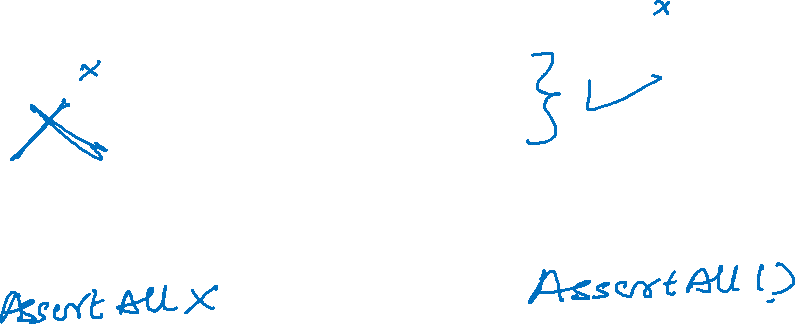 x x
X } ✓
Assert All X Assert All ()